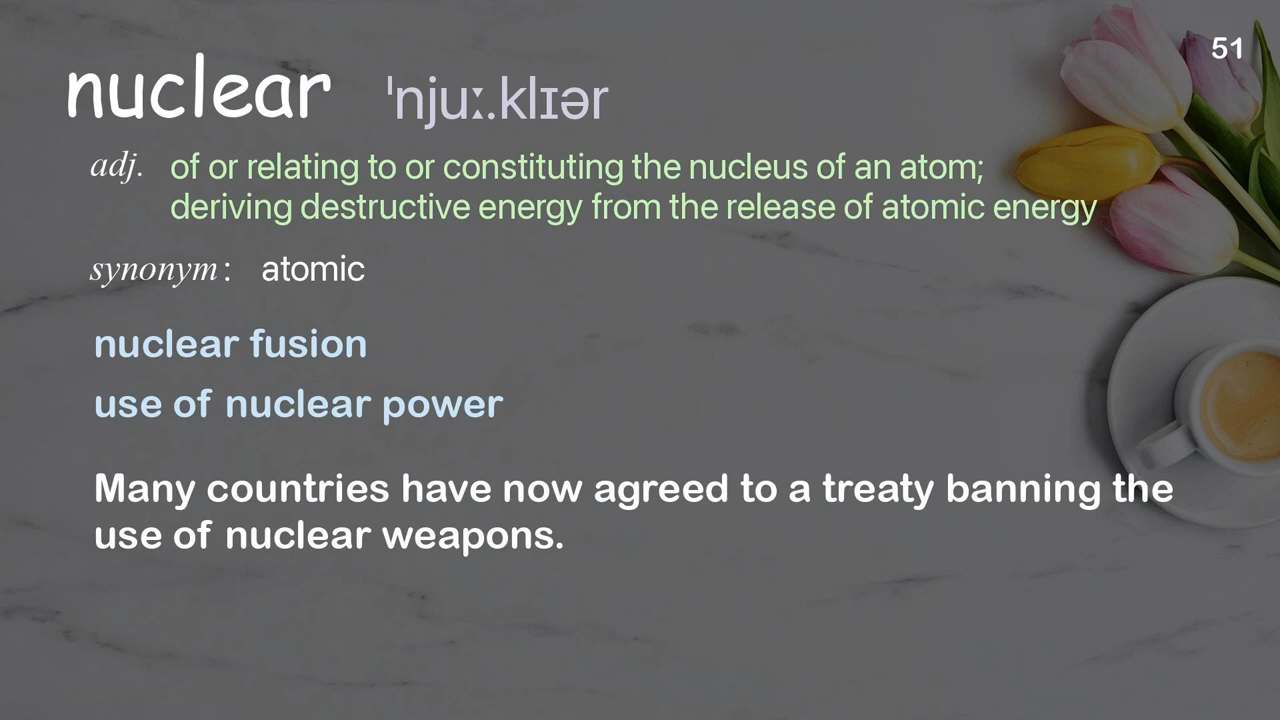 51
nuclear ˈnjuː.klɪər
adj. of or relating to or constituting the nucleus of an atom;
deriving destructive energy from the release of atomic energy
synonym: atomic
nuclear fusion
use of nuclear power
Many countries have now agreed to a treaty banning the
use of nuclear weapons.